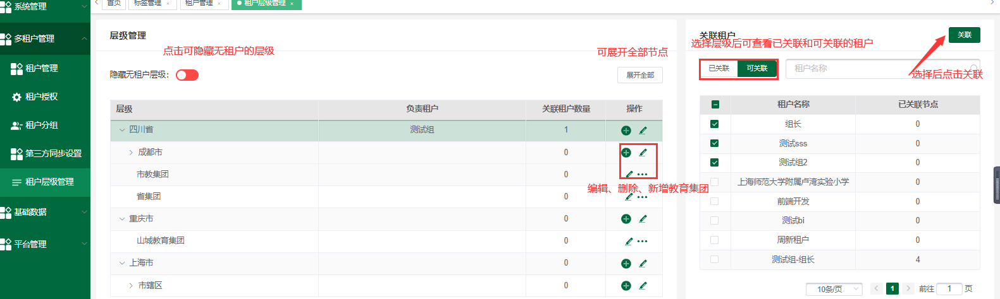 系统管理
多租户管理
租户管理
租户授权
租户分组
第三方同步设置
租户层级管理
基础数据
平台管理
首页
标签管理 ×
租户管理 ×
租户层级管理 ×
层级管理
点击可隐藏无租户的层级
可展开全部节点
隐藏无租户层级：
展开全部
层级 负责租户 关联租户数量 操作
四川省 测试组 1
成都市 0
市教集团 0
编辑、删除、新增教育集团
省集团 0
重庆市 0
山城教育集团 0
上海市 0
市辖区 0
关联租户
关联
选择层级后可查看已关联和可关联的租户
已关联 可关联
租户名称
选择后点击关联
租户名称 已关联节点
组长 0
测试sss 0
测试组2 0
上海师范大学附属卢湾实验小学 0
前端开发 0
测试bi 0
周新租户 0
测试组-组长 4
10条/页 1 前往 1 页